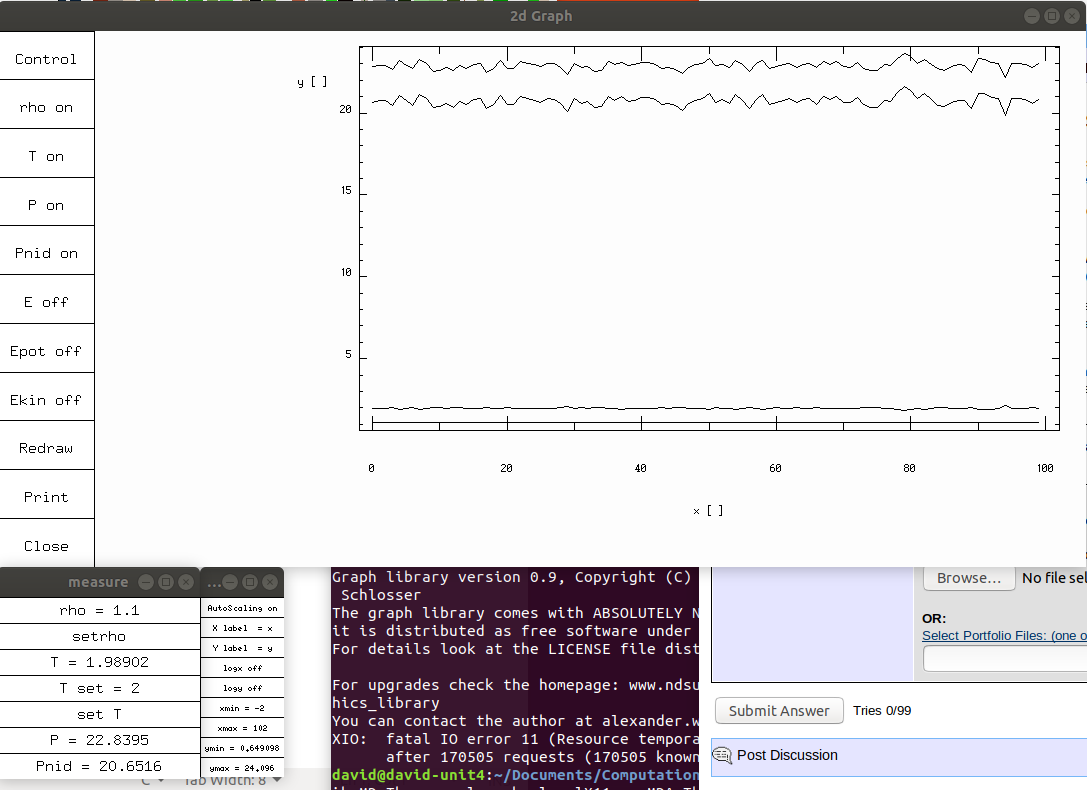 2d Graph
Control
rho on
T on
P on
Pnid on
E off
Epot off
Ekin off
Redraw
Print
Close
y [ ]
20
15
10
5
0 20 40 60 80 100
x [ ]
measure
rho = 1.1
setrho
T = 1.98902
T set = 2
set T
P = 22.8395
Pnid = 20.6516
...
AutoScaling on
X label = x
Y label = y
logx off
logy off
xmin = -2
xmax = 102
ymin = 0.649098
ymax = 24.096
Tab Width: 8
Graph library version 0.9, Copyright (C)
Schlosser
The graph library comes with ABSOLUTELY N
it is distributed as free software under
For details look at the LICENSE file dist
For upgrades check the homepage: www.ndsu
hics_library
You can contact the author at alexander.w
XIO: fatal IO error 11 (Resource tempora
after 170505 requests (170505 known
david@david-unit4:~/Documents/Computation
Browse... No file sel
OR:
Select Portfolio Files: (one o
Submit Answer Tries 0/99
Post Discussion